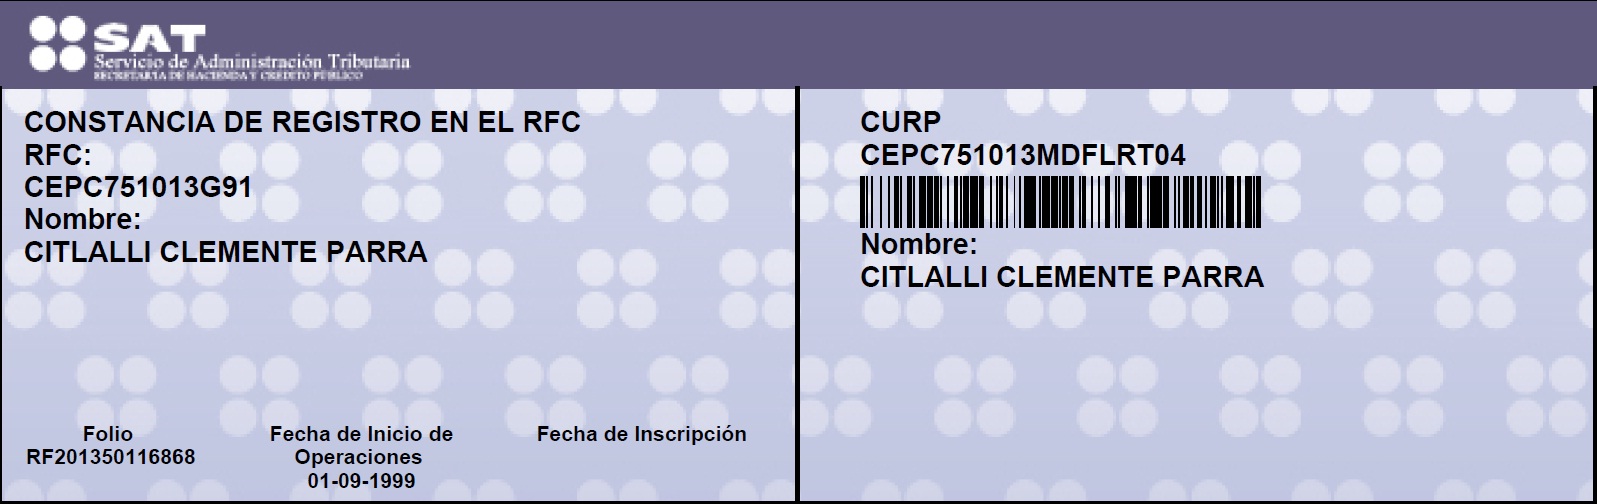 SAT
Servicio de Administración Tributaria
SECRETARIA DE HACIENDA Y CREDITO PÚBLICO
CONSTANCIA DE REGISTRO EN EL RFC
RFC:
CEPC751013G91
Nombre:
CITLALLI CLEMENTE PARRA
Folio
RF201350116868
Fecha de Inicio de
Operaciones
01-09-1999
Fecha de Inscripción
CURP
CEPC751013MDFLRT04
Nombre:
CITLALLI CLEMENTE PARRA